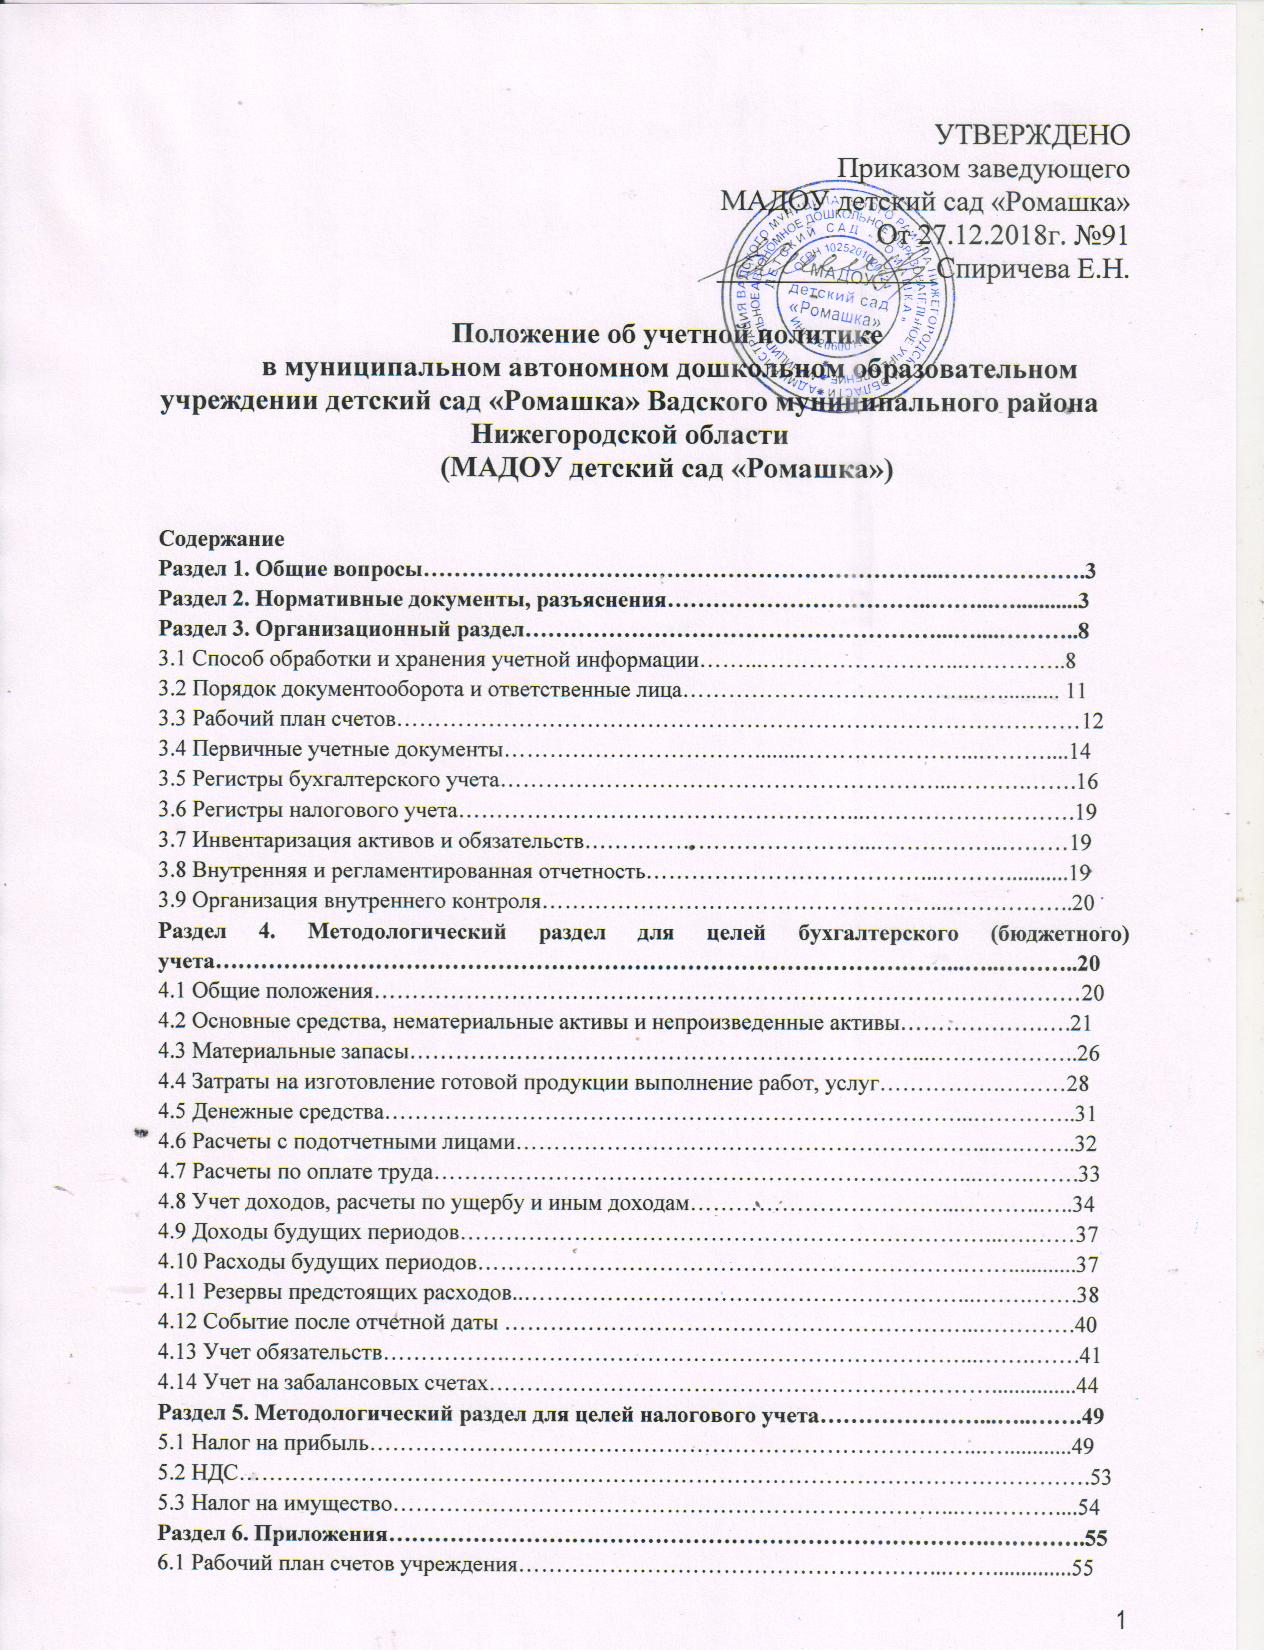 УТВЕРЖДЕНО
Приказом заведующего
МАДОУ детский сад «Ромашка»
От 27.12.2018г. №91
Спиричева Е.Н.
МАДОУ
детский сад
«Ромашка»
Положение об учетной политике
в муниципальном автономном дошкольном образовательном
учреждении детский сад «Ромашка» Вадского муниципального района
Нижегородской области
(МАДОУ детский сад «Ромашка»)
Содержание
Раздел 1. Общие вопросы……………………………………………………………3
Раздел 2. Нормативные документы, разъяснения……………………………………3
Раздел 3. Организационный раздел……………………………………………………8
3.1 Способ обработки и хранения учетной информации……………………………8
3.2 Порядок документооборота и ответственные лица……………………………… 11
3.3 Рабочий план счетов……………………………………………………………12
3.4 Первичные учетные документы……………………………………………………14
3.5 Регистры бухгалтерского учета……………………………………………………16
3.6 Регистры налогового учета……………………………………………………19
3.7 Инвентаризация активов и обязательств……………………………………………19
3.8 Внутренняя и регламентированная отчетность……………………………………19
3.9 Организация внутреннего контроля……………………………………………20
Раздел 4. Методологический раздел для целей бухгалтерского (бюджетного)
учета……………………………………………………………………………20
4.1 Общие положения……………………………………………………………20
4.2 Основные средства, нематериальные активы и непроизведенные активы…………………21
4.3 Материальные запасы……………………………………………………………26
4.4 Затраты на изготовление готовой продукции выполнение работ, услуг……………………28
4.5 Денежные средства……………………………………………………………31
4.6 Расчеты с подотчетными лицами……………………………………………………32
4.7 Расчеты по оплате труда……………………………………………………………33
4.8 Учет доходов, расчеты по ущербу и иным доходам……………………………………34
4.9 Доходы будущих периодов……………………………………………………………37
4.10 Расходы будущих периодов……………………………………………………37
4.11 Резервы предстоящих расходов……………………………………………………38
4.12 Событие после отчетной даты ……………………………………………………40
4.13 Учет обязательств……………………………………………………………41
4.14 Учет на забалансовых счетах……………………………………………………44
Раздел 5. Методологический раздел для целей налогового учета……………………………49
5.1 Налог на прибыль……………………………………………………………49
5.2 НДС……………………………………………………………………………53
5.3 Налог на имущество……………………………………………………………54
Раздел 6. Приложения……………………………………………………………55
6.1 Рабочий план счетов учреждения……………………………………………………55
1